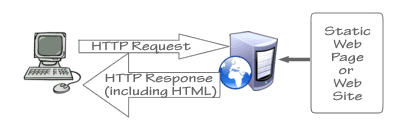 HTTP Request
HTTP Response
(including HTML)
Static
Web
Page
or
Web
Site